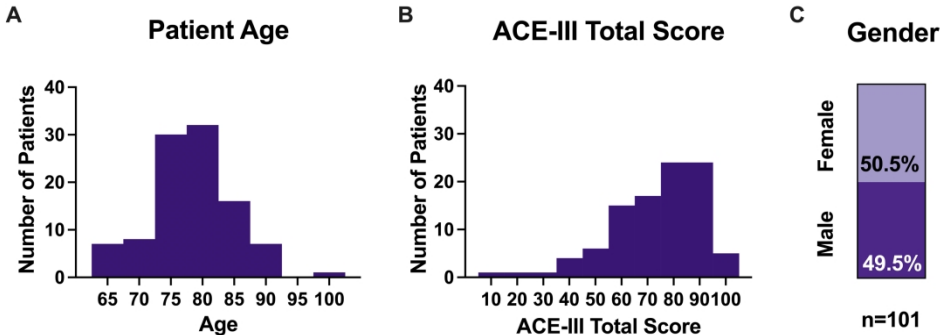 A
Patient Age
Number of Patients
40
30
20
10
0
65 70 75 80 85 90 95 100
Age
B
ACE-III Total Score
Number of Patients
40
30
20
10
0
10 20 30 40 50 60 70 80 90 100
ACE-III Total Score
C
Gender
Female
50.5%
Male
49.5%
n=101